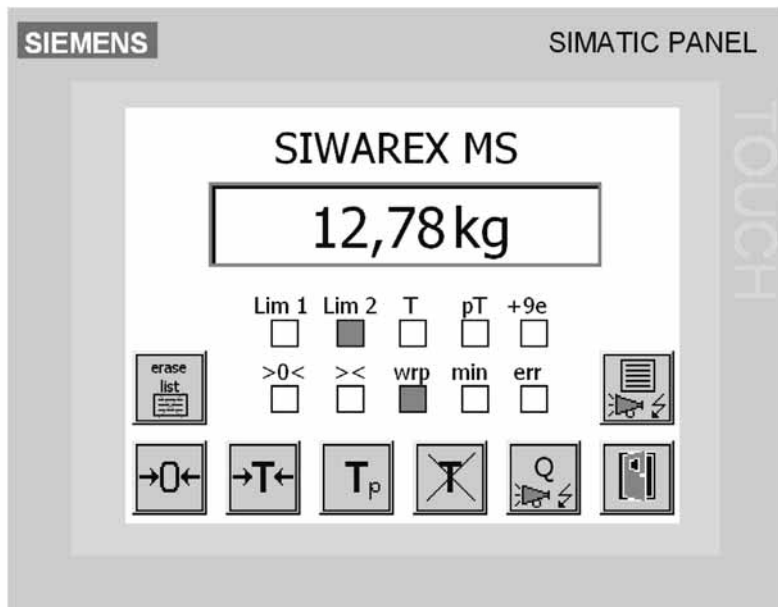 SIEMENS SIMATIC PANEL
TOUCH
SIWAREX MS
12,78 kg
Lim 1 Lim 2 T pT +9e
erase
list
>0< >< wrp min err
→0← →T← Tp T Q